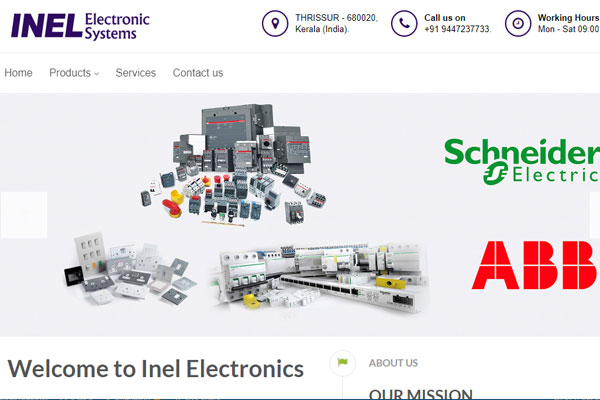 INEL Electronic Systems
THRISSUR - 680020,
Kerala (India).
Call us on
+91 9447237733.
Working Hours
Mon - Sat 09:00
Home Products Services Contact us
Schneider
Electric
ABB
Welcome to Inel Electronics
ABOUT US
OUR MISSION